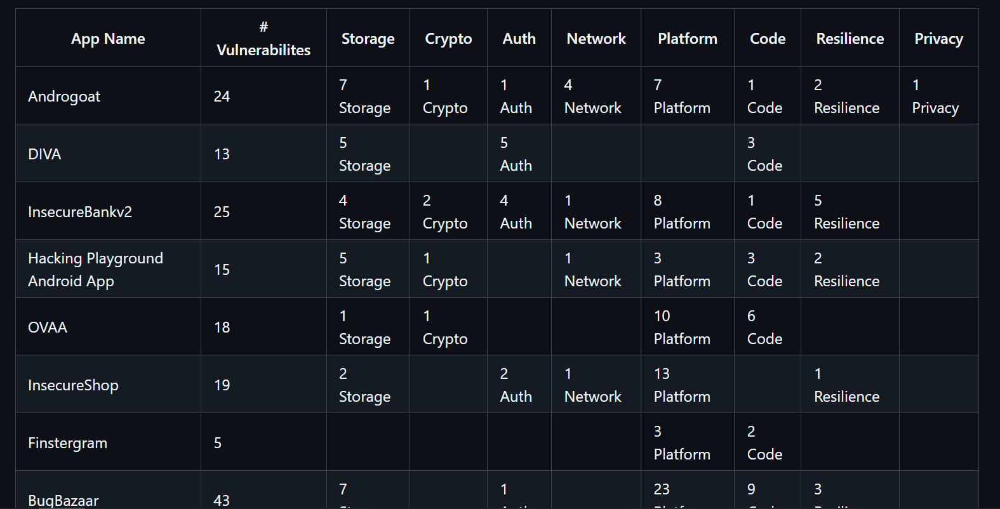 App Name
#
Vulnerabilites
Storage
Crypto
Auth
Network
Platform
Code
Resilience
Privacy
Androgoat
24
7
Storage
1
Crypto
1
Auth
4
Network
7
Platform
1
Code
2
Resilience
1
Privacy
DIVA
13
5
Storage
5
Auth
3
Code
InsecureBankv2
25
4
Storage
2
Crypto
4
Auth
1
Network
8
Platform
1
Code
5
Resilience
Hacking Playground
Android App
15
5
Storage
1
Crypto
1
Network
3
Platform
3
Code
2
Resilience
OVAA
18
1
Storage
1
Crypto
10
Platform
6
Code
InsecureShop
19
2
Storage
2
Auth
1
Network
13
Platform
1
Resilience
Finstergram
5
3
Platform
2
Code
BugBazaar
43
7
1
23
9
3